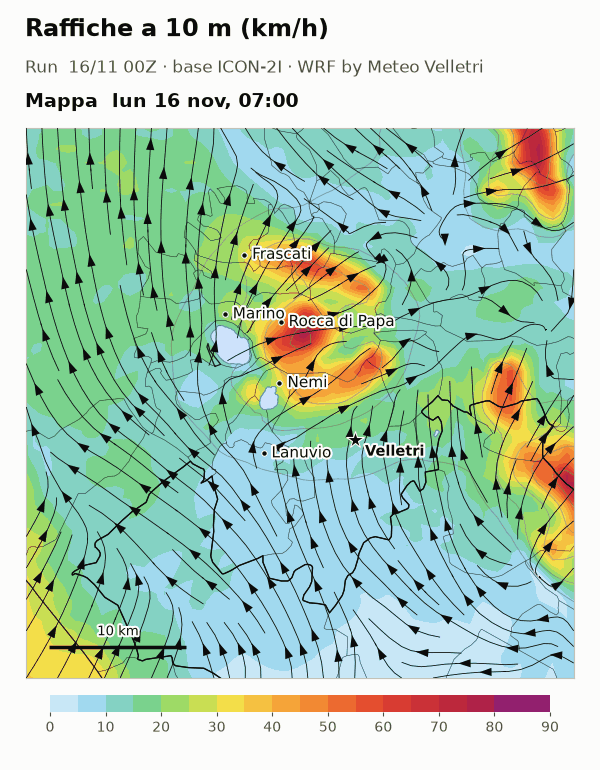 Raffiche a 10 m (km/h)
Run  16/11 00Z · base ICON-2I · WRF by Meteo Velletri
Mappa  lun 16 nov, 07:00
Frascati
Marino
Rocca di Papa
Nemi
Lanuvio
Velletri
10 km
0 10 20 30 40 50 60 70 80 90